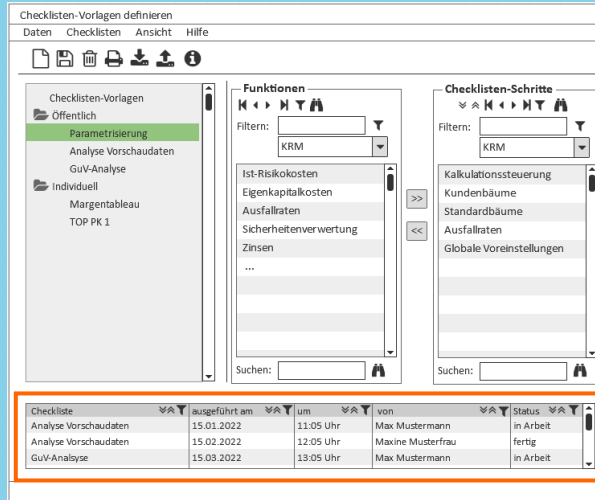 Checklisten-Vorlagen definieren
Daten Checklisten Ansicht Hilfe
Checklisten-Vorlagen
Öffentlich
Parametrisierung
Analyse Vorschaudaten
GuV-Analyse
Individuell
Margentableau
TOP PK 1
Funktionen
Filtern:
KRM
Ist-Risikokosten
Eigenkapitalkosten
Ausfallraten
Sicherheitenverwertung
Zinsen
...
Suchen:
>>
<<
Checklisten-Schritte
Filtern:
KRM
Kalkulationssteuerung
Kundenbäume
Standardbäume
Ausfallraten
Globale Voreinstellungen
Suchen:
Checkliste ausgeführt am um von Status
Analyse Vorschaudaten 15.01.2022 11:05 Uhr Max Mustermann in Arbeit
Analyse Vorschaudaten 15.02.2022 12:05 Uhr Maxine Musterfrau fertig
GuV-Analsyse 15.03.2022 13:05 Uhr Max Mustermann in Arbeit